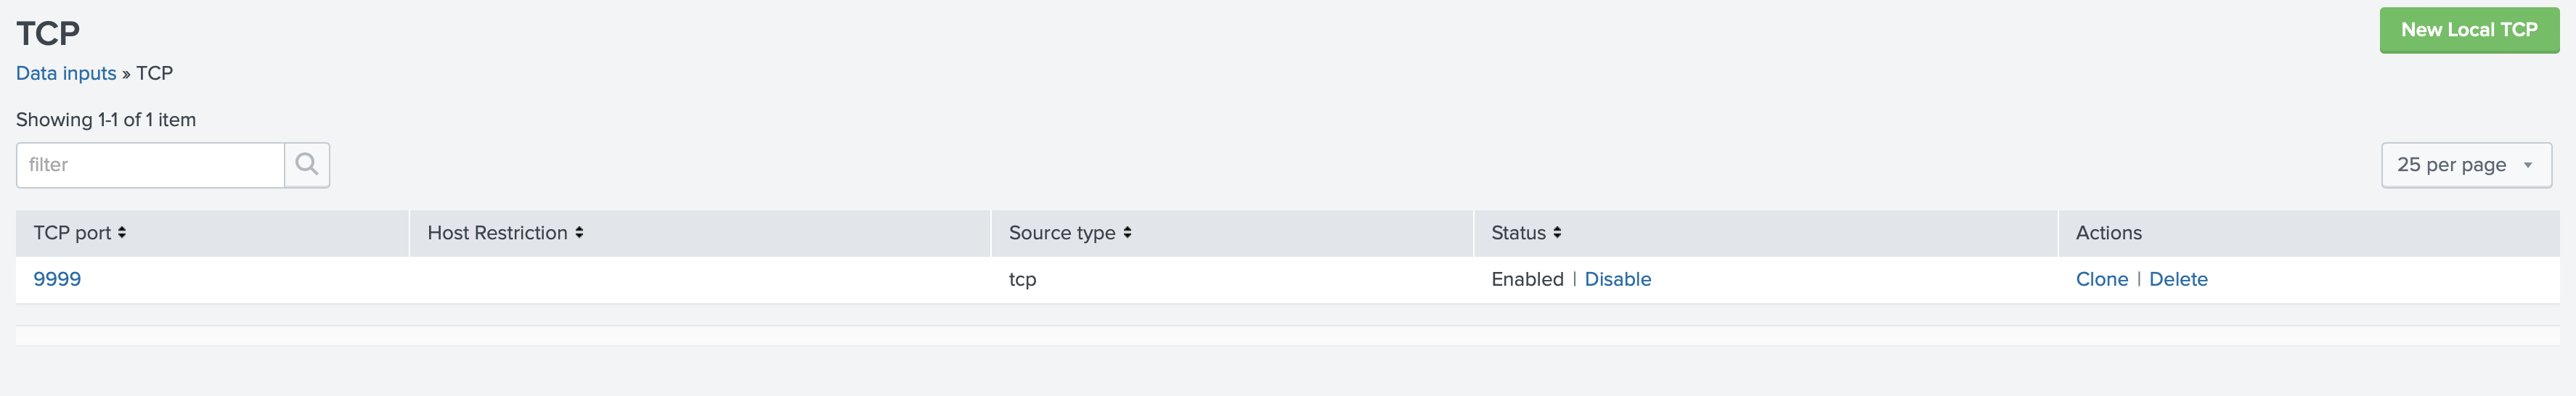 TCP
New Local TCP
Data inputs » TCP
Showing 1-1 of 1 item
filter
25 per page
TCP port Host Restriction Source type Status Actions
9999 tcp Enabled | Disable Clone | Delete